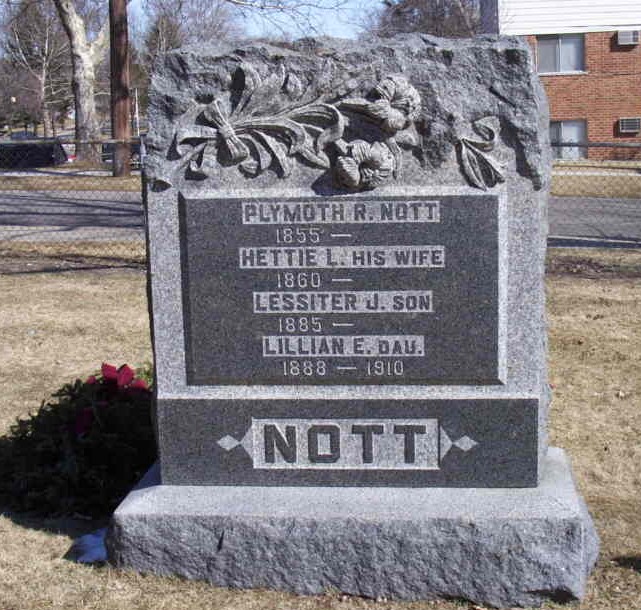 PLYMOTH R. NOTT
1855 —
HETTIE L. HIS WIFE
1860 —
LESSITER J. SON
1885 —
LILLIAN E. DAU.
1888 — 1910
NOTT